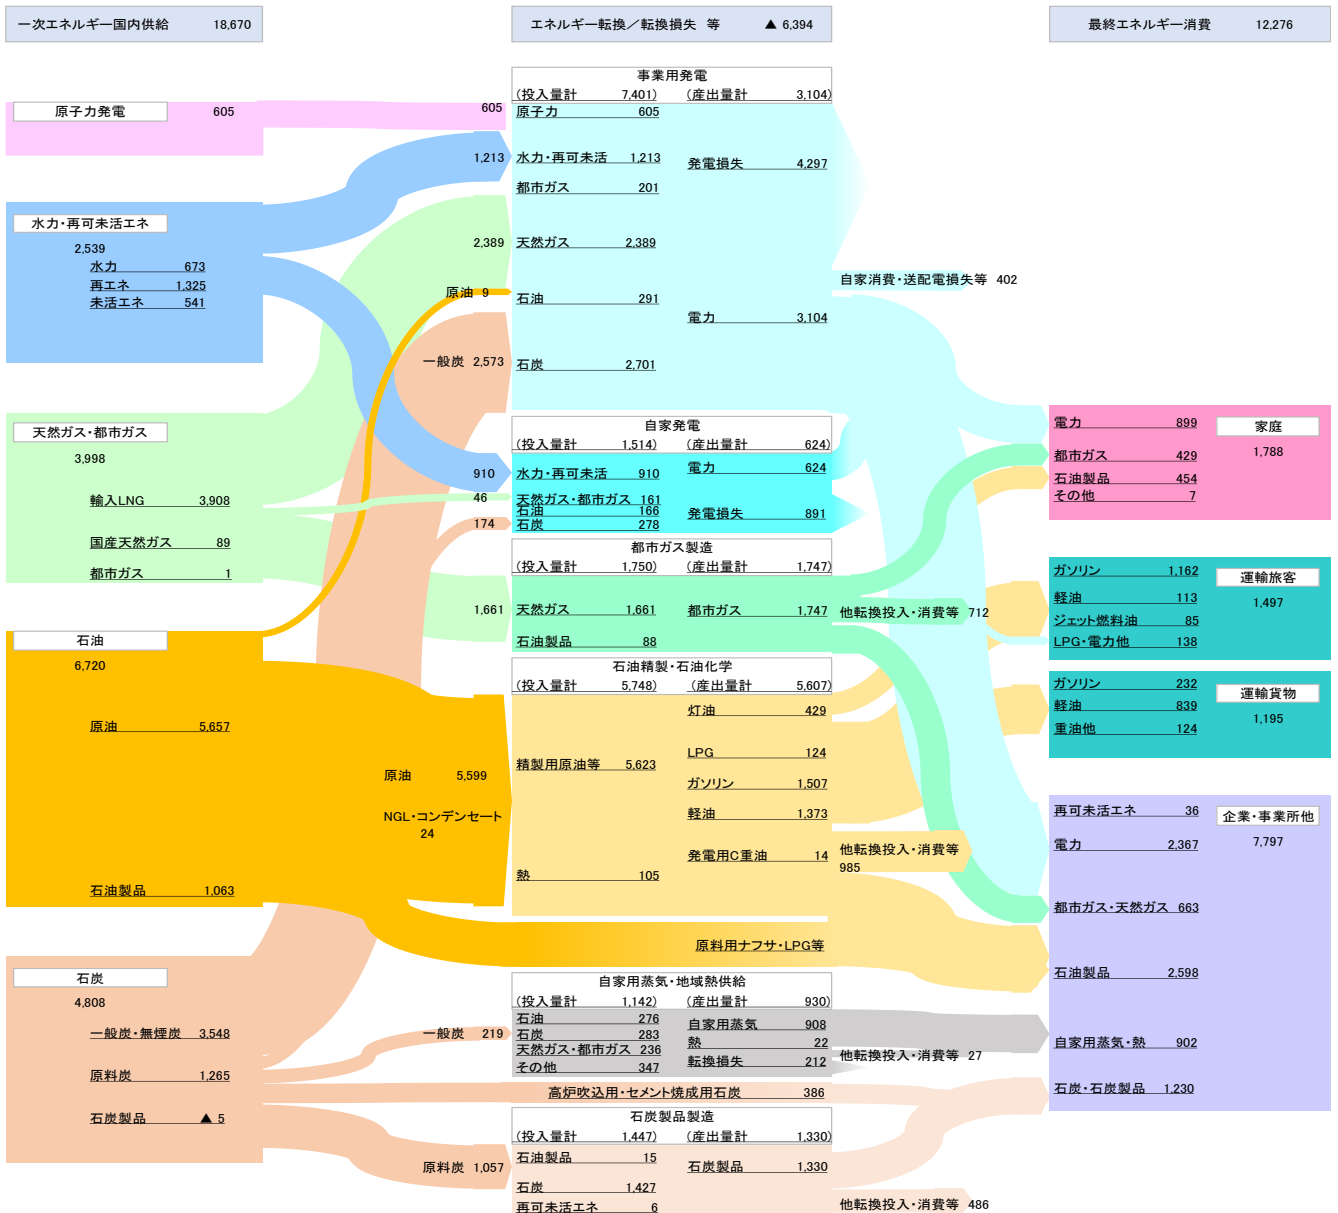 一次エネルギー国内供給 18,670
エネルギー転換／転換損失 等 ▲ 6,394
最終エネルギー消費 12,276
原子力発電 605
605
水力・再可未活エネ
2,539
水力 673
再エネ 1,325
未活エネ 541
1,213
910
天然ガス・都市ガス
3,998
輸入LNG 3,908
国産天然ガス 89
都市ガス 1
2,389
46
1,661
石油
6,720
原油 5,657
石油製品 1,063
原油 9
原油 5,599
NGL・コンデンセート
24
石炭
4,808
一般炭・無煙炭 3,548
原料炭 1,265
石炭製品 ▲ 5
一般炭 2,573
174
一般炭 219
原料炭 1,057
事業用発電
(投入量計 7,401) (産出量計 3,104)
原子力 605
水力・再可未活 1,213
都市ガス 201
天然ガス 2,389
石油 291
石炭 2,701
発電損失 4,297
電力 3,104
自家消費・送配電損失等 402
自家発電
(投入量計 1,514) (産出量計 624)
水力・再可未活 910
天然ガス・都市ガス 161
石油 166
石炭 278
電力 624
発電損失 891
都市ガス製造
(投入量計 1,750) (産出量計 1,747)
天然ガス 1,661
石油製品 88
都市ガス 1,747
他転換投入・消費等 712
石油精製・石油化学
(投入量計 5,748) (産出量計 5,607)
精製用原油等 5,623
熱 105
灯油 429
LPG 124
ガソリン 1,507
軽油 1,373
発電用C重油 14
他転換投入・消費等
985
原料用ナフサ・LPG等
自家用蒸気・地域熱供給
(投入量計 1,142) (産出量計 930)
石油 276
石炭 283
天然ガス・都市ガス 236
その他 347
自家用蒸気 908
熱 22
転換損失 212
他転換投入・消費等 27
高炉吹込用・セメント焼成用石炭 386
石炭製品製造
(投入量計 1,447) (産出量計 1,330)
石油製品 15
石炭 1,427
再可未活エネ 6
石炭製品 1,330
他転換投入・消費等 486
家庭
1,788
電力 899
都市ガス 429
石油製品 454
その他 7
運輸旅客
1,497
ガソリン 1,162
軽油 113
ジェット燃料油 85
LPG・電力他 138
運輸貨物
1,195
ガソリン 232
軽油 839
重油他 124
企業・事業所他
7,797
再可未活エネ 36
電力 2,367
都市ガス・天然ガス 663
石油製品 2,598
自家用蒸気・熱 902
石炭・石炭製品 1,230